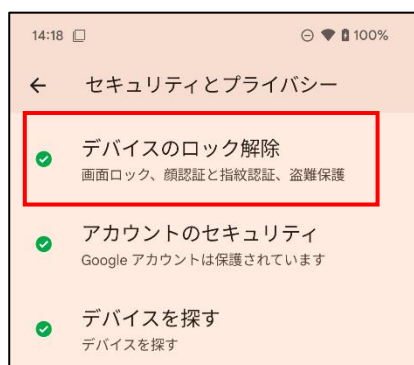 14:18 100%
セキュリティとプライバシー
デバイスのロック解除
画面ロック、顔認証と指紋認証、盗難保護
アカウントのセキュリティ
Google アカウントは保護されています
デバイスを探す
デバイスを探す